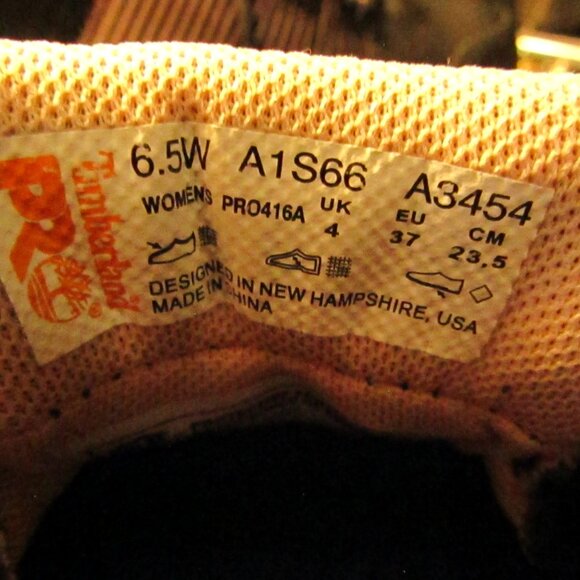 Timberland
PRO
®
6.5W A1S66 A3454
WOMENS PRO416A UK EU CM
4 37 23,5
DESIGNED IN NEW HAMPSHIRE, USA
MADE IN CHINA